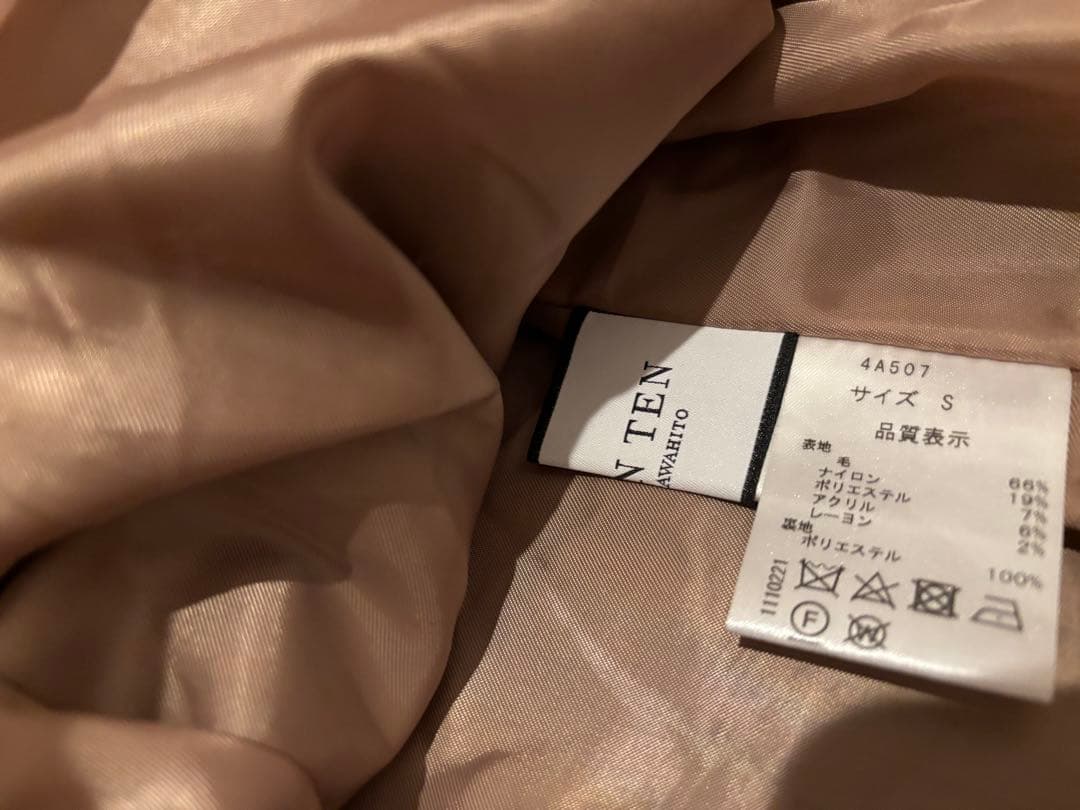 N TEN
AWAHITO
4A507
サイズ S
品質表示
表地
毛 66%
ナイロン 19%
ポリエステル 7%
アクリル 6%
レーヨン 2%
裏地
ポリエステル 100%
1110221
F
W